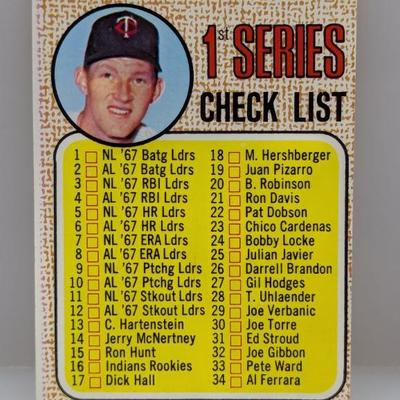 TC
1st SERIES
CHECK LIST
1 NL '67 Batg Ldrs
2 AL '67 Batg Ldrs
3 NL '67 RBI Ldrs
4 AL '67 RBI Ldrs
5 NL '67 HR Ldrs
6 AL '67 HR Ldrs
7 NL '67 ERA Ldrs
8 AL '67 ERA Ldrs
9 NL '67 Ptchg Ldrs
10 AL '67 Ptchg Ldrs
11 NL '67 Stkout Ldrs
12 AL '67 Stkout Ldrs
13 C. Hartenstein
14 Jerry McNertney
15 Ron Hunt
16 Indians Rookies
17 Dick Hall
18 M. Hershberger
19 Juan Pizarro
20 B. Robinson
21 Ron Davis
22 Pat Dobson
23 Chico Cardenas
24 Bobby Locke
25 Julian Javier
26 Darrell Brandon
27 Gil Hodges
28 T. Uhlaender
29 Joe Verbanic
30 Joe Torre
31 Ed Stroud
32 Joe Gibbon
33 Pete Ward
34 Al Ferrara